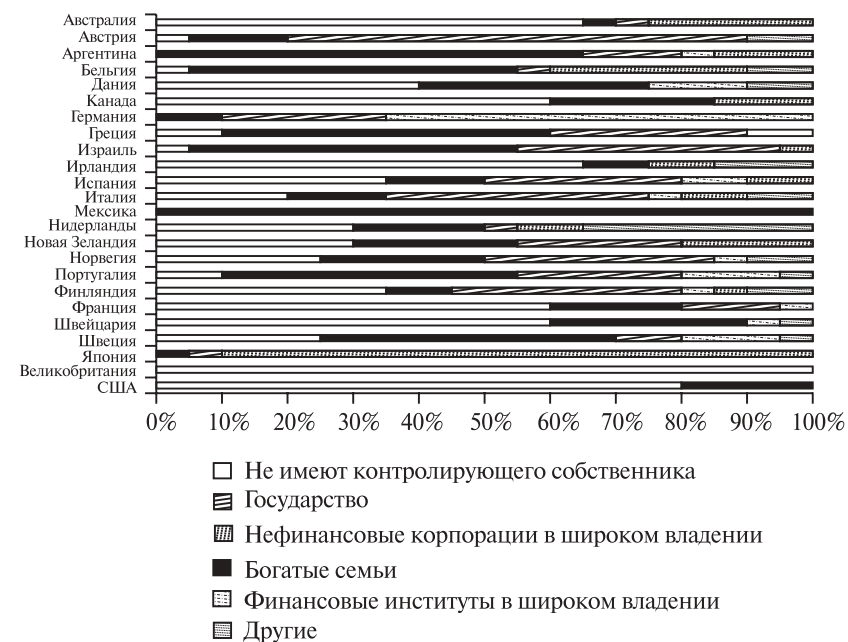 Австралия
Австрия
Аргентина
Бельгия
Дания
Канада
Германия
Греция
Израиль
Ирландия
Испания
Италия
Мексика
Нидерланды
Новая Зеландия
Норвегия
Португалия
Финляндия
Франция
Швейцария
Швеция
Япония
Великобритания
США
0% 10% 20% 30% 40% 50% 60% 70% 80% 90% 100%
Не имеют контролирующего собственника
Государство
Нефинансовые корпорации в широком владении
Богатые семьи
Финансовые институты в широком владении
Другие